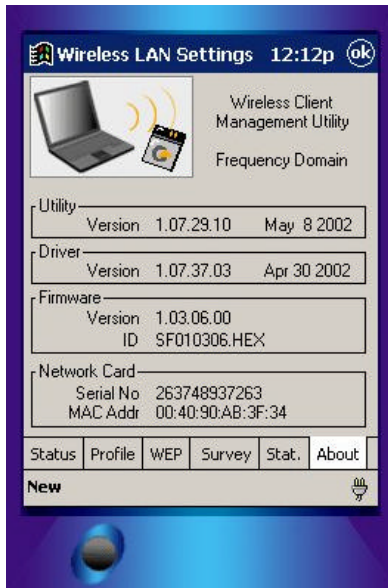 Wireless LAN Settings 12:12p ok
Wireless Client
Management Utility
Frequency Domain
Utility
Version 1.07.29.10 May 8 2002
Driver
Version 1.07.37.03 Apr 30 2002
Firmware
Version 1.03.06.00
ID SF010306.HEX
Network Card
Serial No 263748937263
MAC Addr 00:40:90:AB:3F:34
Status Profile WEP Survey Stat. About
New